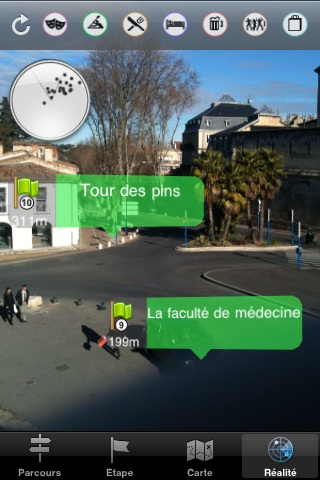 Tour des pins
10
311m
La faculté de médecine
9
199m
Parcours
Etape
Carte
Réalité